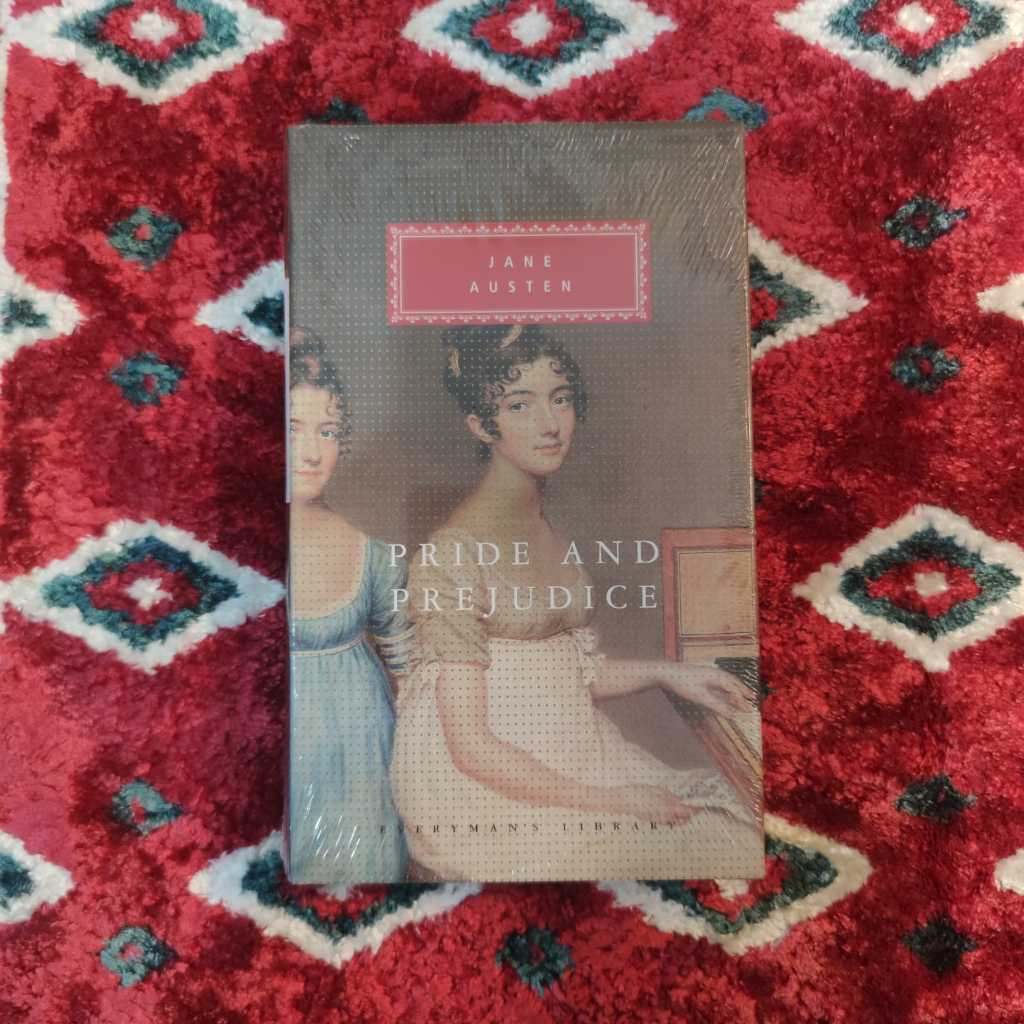 JANE
AUSTEN
PRIDE AND
PREJUDICE
EVERYMAN'S LIBRARY